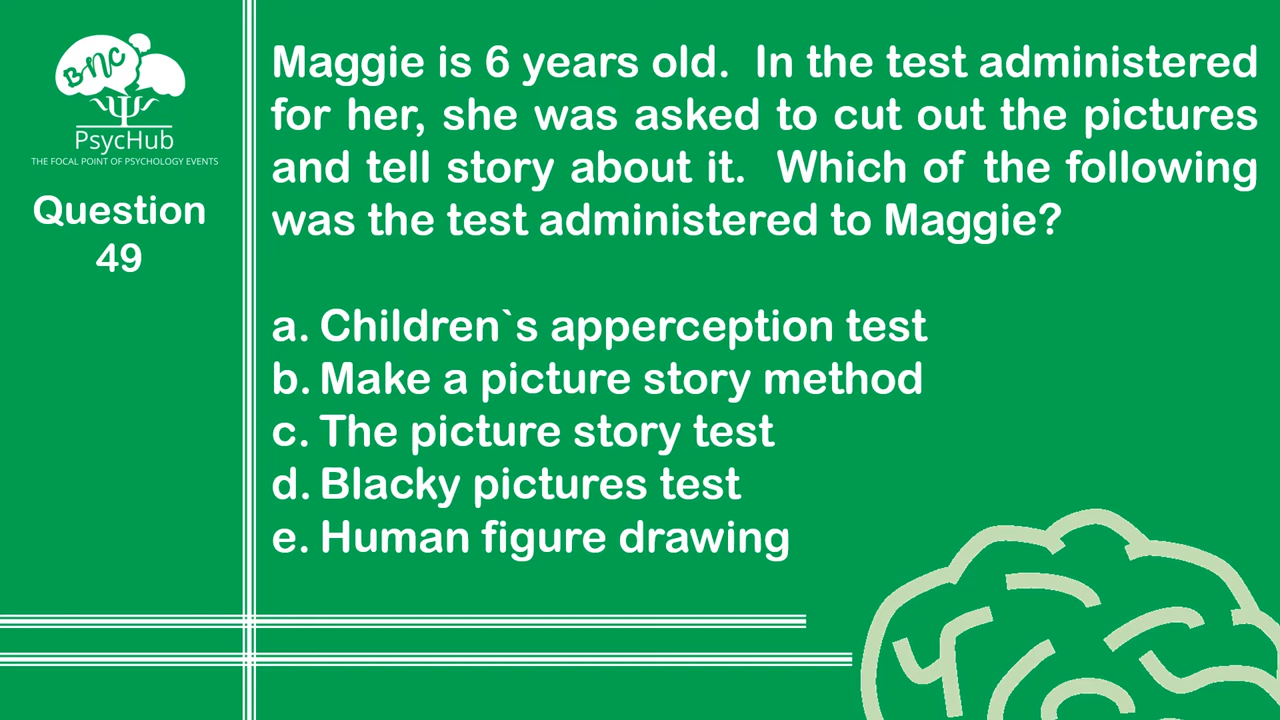 BNC
PsycHub
THE FOCAL POINT OF PSYCHOLOGY EVENTS
Question
49
Maggie is 6 years old. In the test administered
for her, she was asked to cut out the pictures
and tell story about it. Which of the following
was the test administered to Maggie?
a. Children`s apperception test
b. Make a picture story method
c. The picture story test
d. Blacky pictures test
e. Human figure drawing